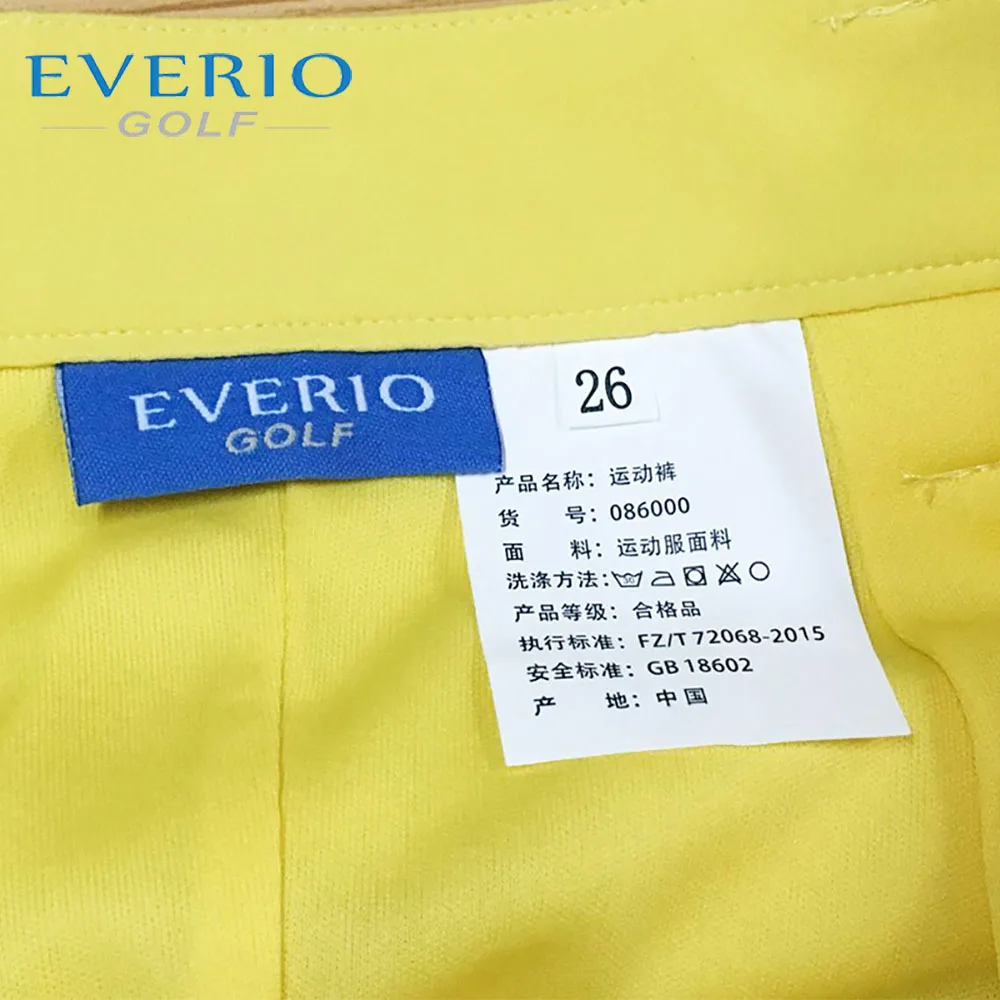 EVERIO
GOLF
EVERIO
GOLF
26
产品名称：运动裤
货 号：086000
面 料：运动服面料
洗涤方法：
产品等级：合格品
执行标准：FZ/T 72068-2015
安全标准：GB 18602
产 地：中国